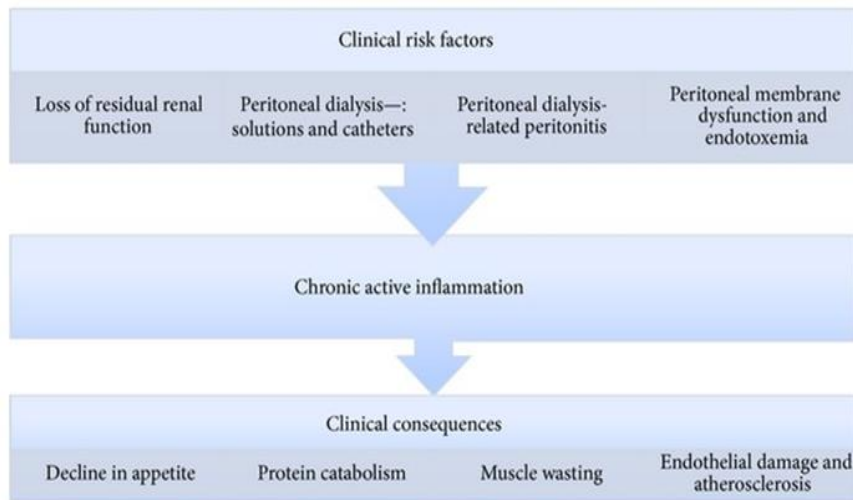 Clinical risk factors
Loss of residual renal
function
Peritoneal dialysis—:
solutions and catheters
Peritoneal dialysis-
related peritonitis
Peritoneal membrane
dysfunction and
endotoxemia
Chronic active inflammation
Clinical consequences
Decline in appetite
Protein catabolism
Muscle wasting
Endothelial damage and
atherosclerosis